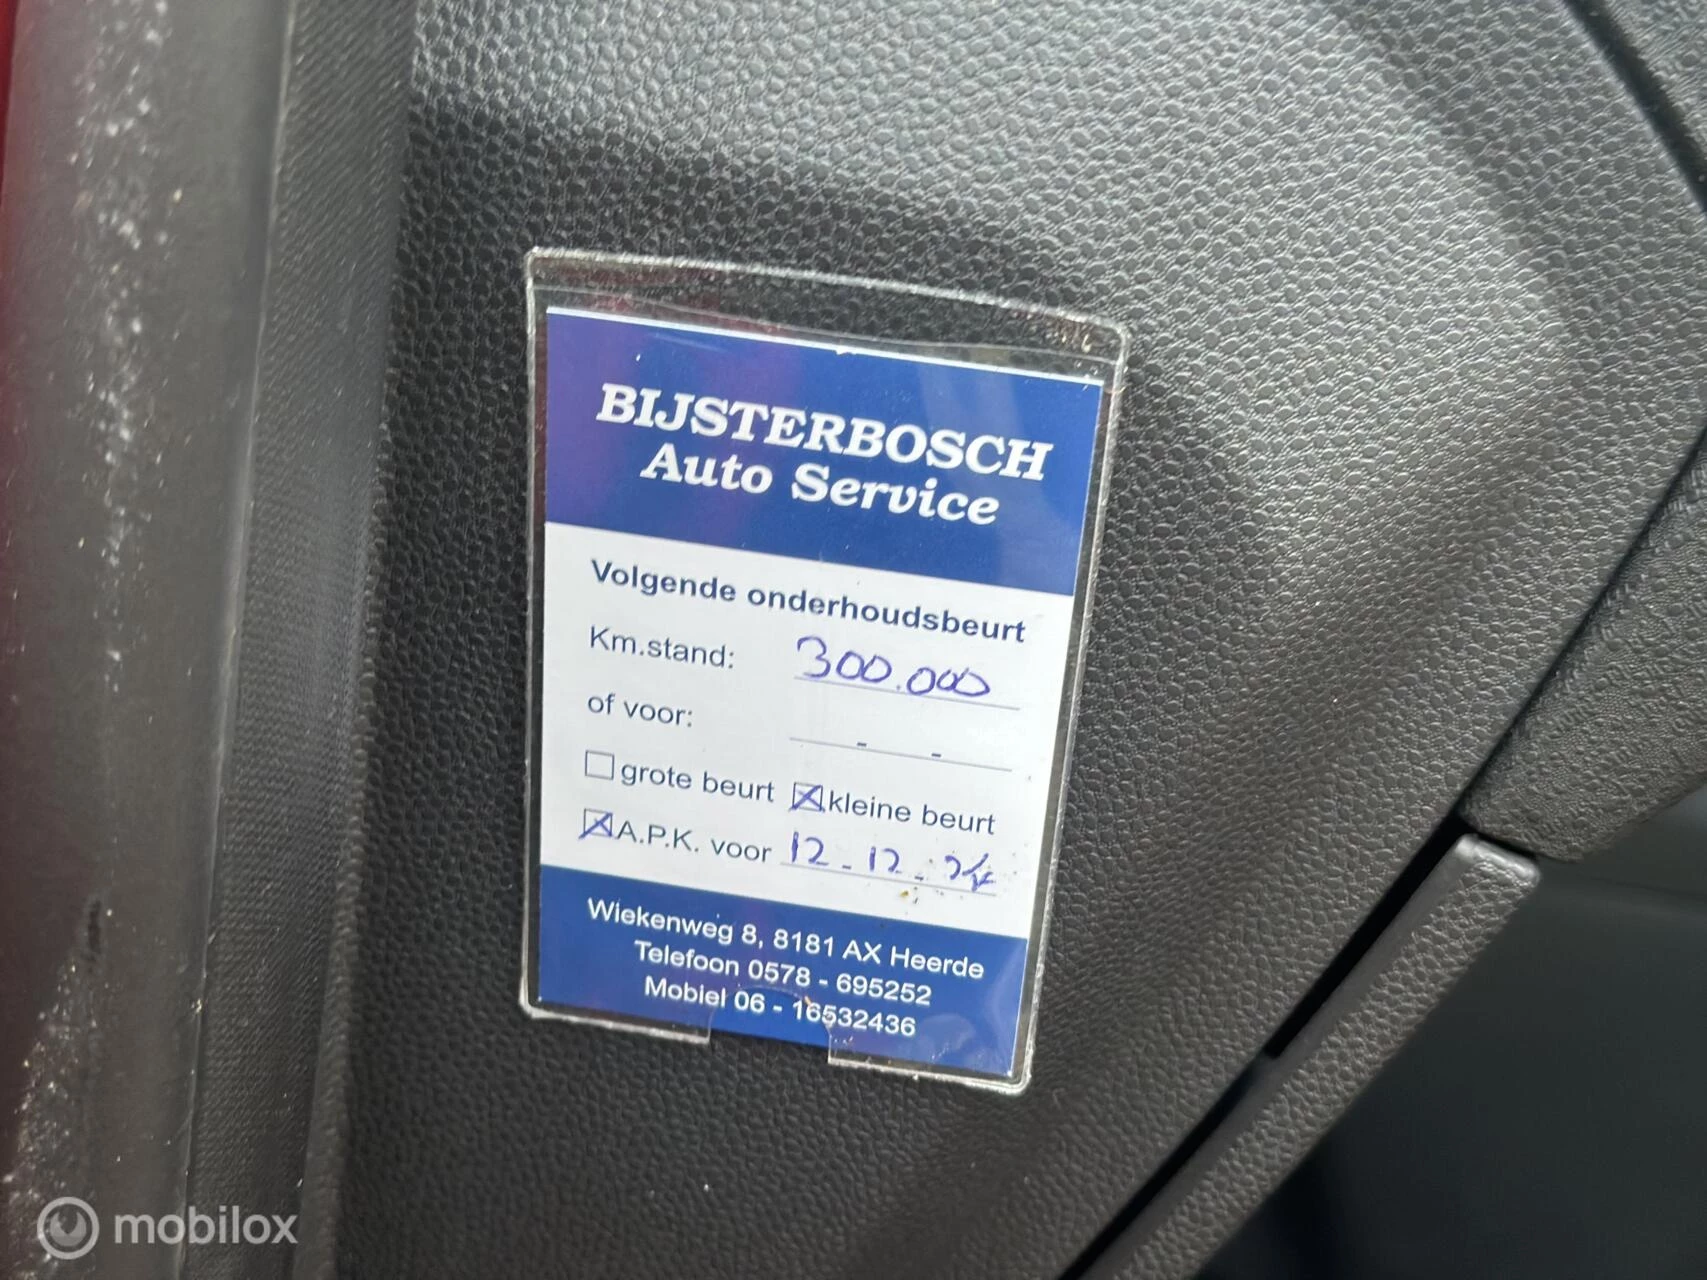 BIJSTERBOSCH
Auto Service
Volgende onderhoudsbeurt
Km.stand: 300.000
of voor: - -
grote beurt kleine beurt
A.P.K. voor 12-12-24
Wiekenweg 8, 8181 AX Heerde
Telefoon 0578 - 695252
Mobiel 06 - 16532436
mobilox